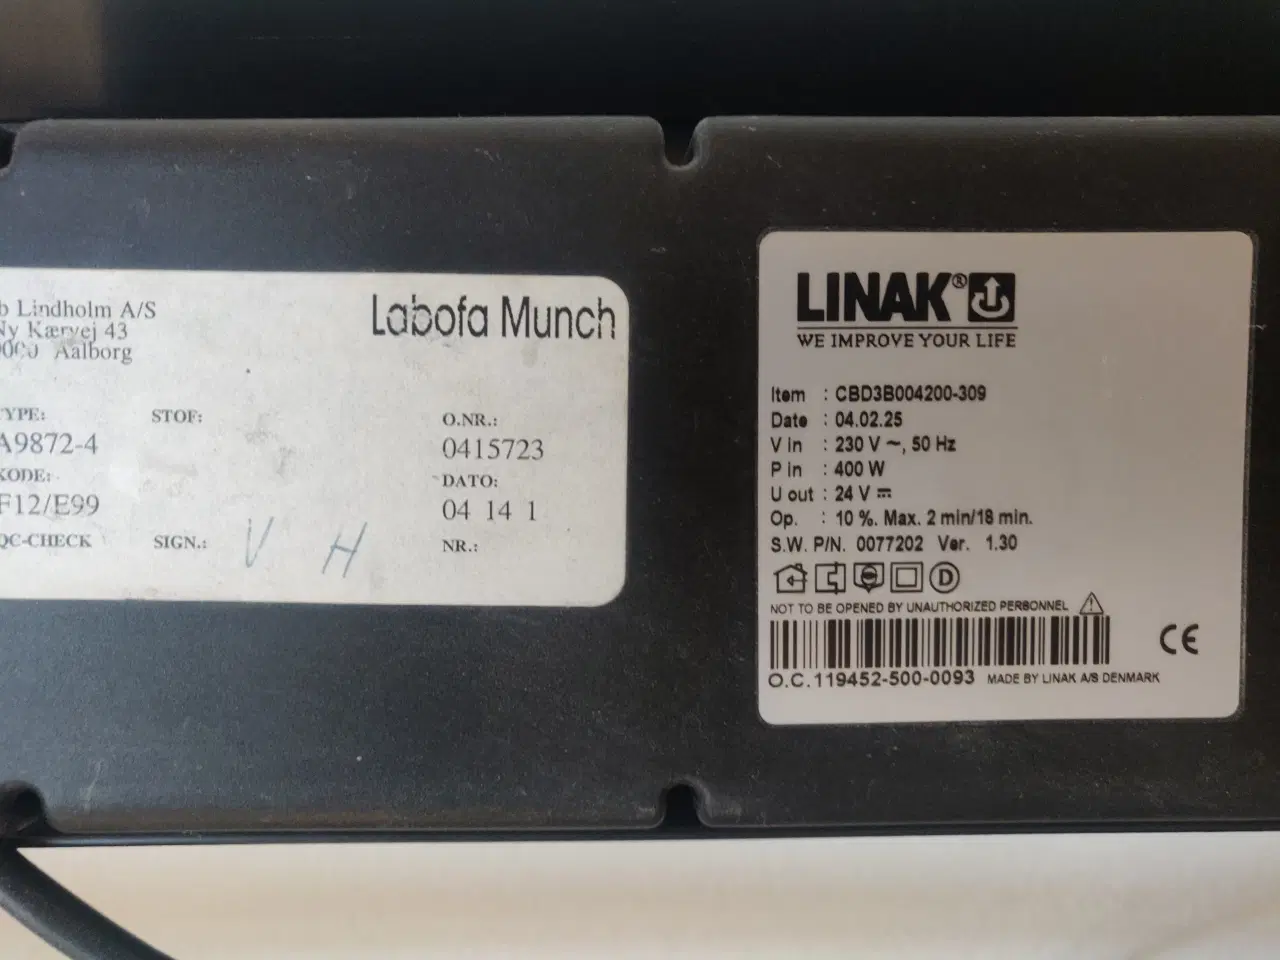 b Lindholm A/S
Ny Kærvej 43
Aalborg
Labofa Munch
TYPE:
STOF:
O.NR.:
A9872-4
0415723
KODE:
DATO:
F12/E99
04 14 1
QC-CHECK
SIGN.:
V H
NR.:
LINAK®
WE IMPROVE YOUR LIFE
Item : CBD3B004200-309
Date : 04.02.25
V in : 230 V ~, 50 Hz
P in : 400 W
U out : 24 V ⎓
Op. : 10 %. Max. 2 min/18 min.
S.W. P/N. 0077202 Ver. 1.30
D
NOT TO BE OPENED BY UNAUTHORIZED PERSONNEL
CE
O.C.119452-500-0093 MADE BY LINAK A/S DENMARK